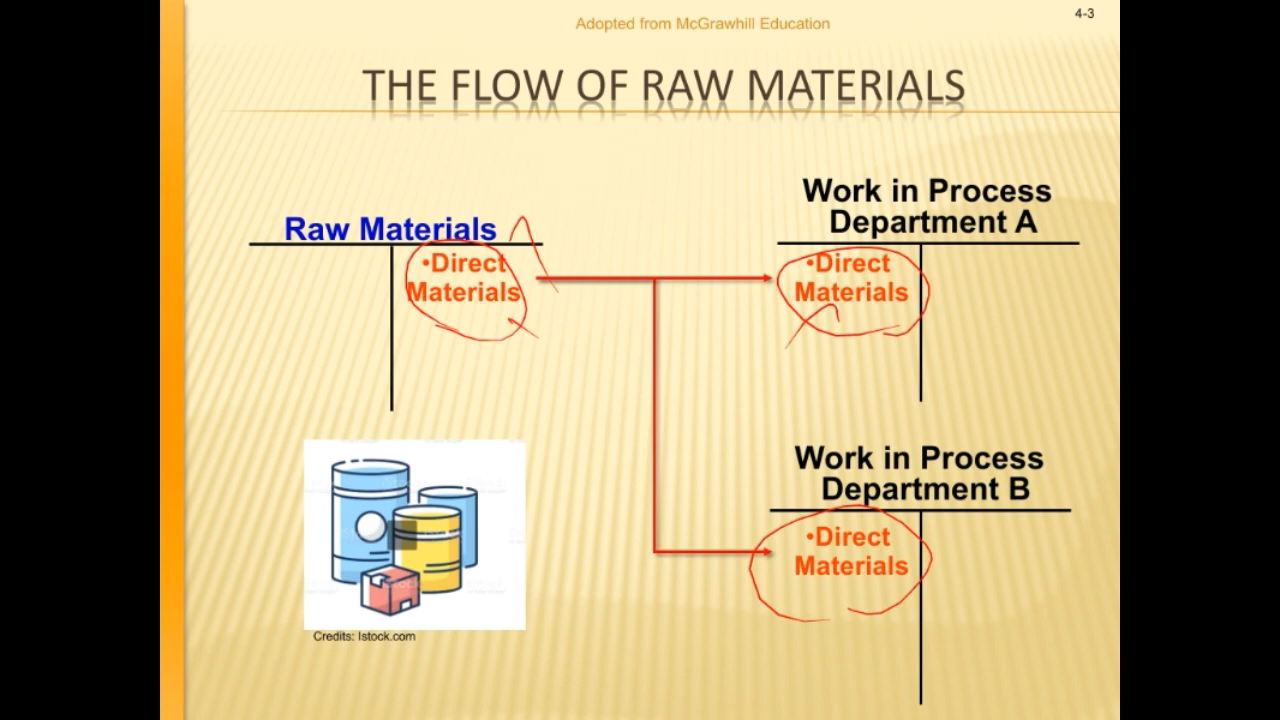 Adopted from McGrawhill Education
4-3
THE FLOW OF RAW MATERIALS
Raw Materials
•Direct
Materials
Work in Process
Department A
•Direct
Materials
Work in Process
Department B
•Direct
Materials
Credits: Istock.com